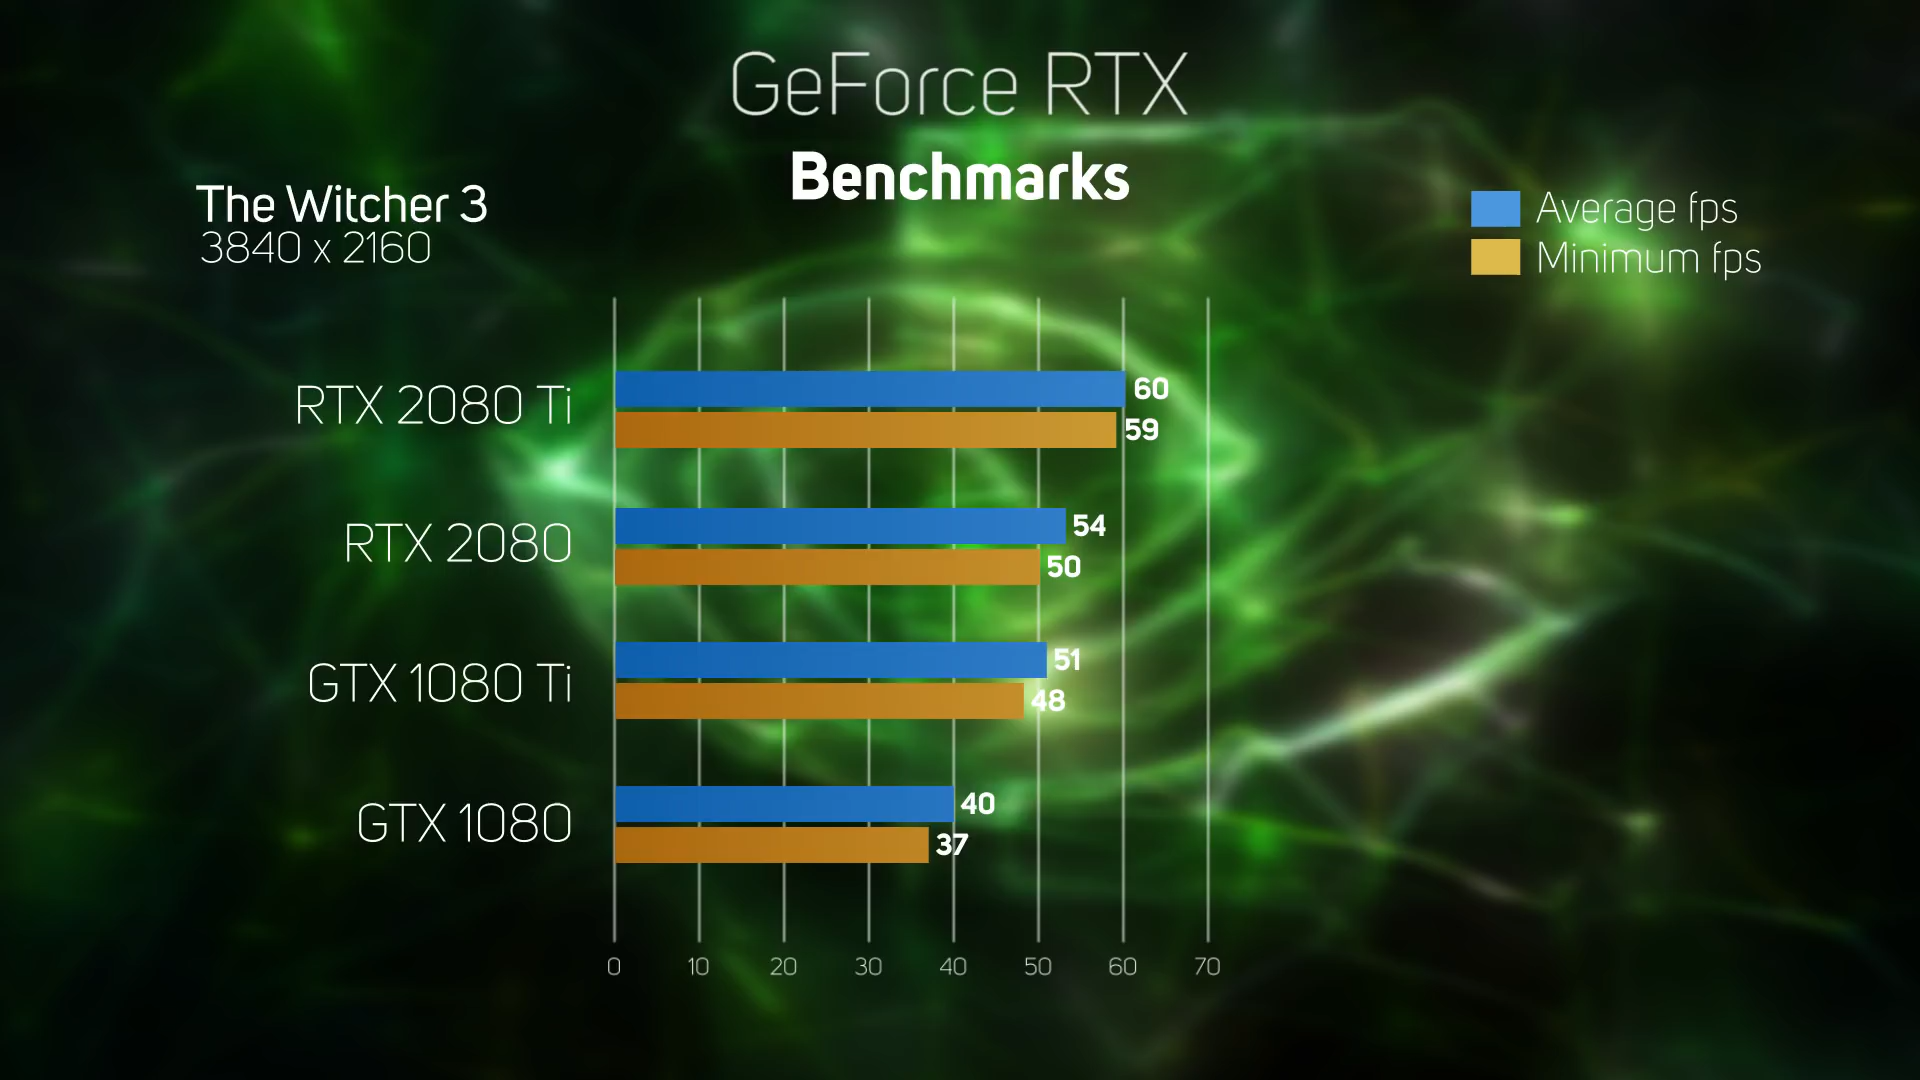 GeForce RTX
Benchmarks
The Witcher 3
3840 x 2160
Average fps
Minimum fps
RTX 2080 Ti
60
59
RTX 2080
54
50
GTX 1080 Ti
51
48
GTX 1080
40
37
0 10 20 30 40 50 60 70